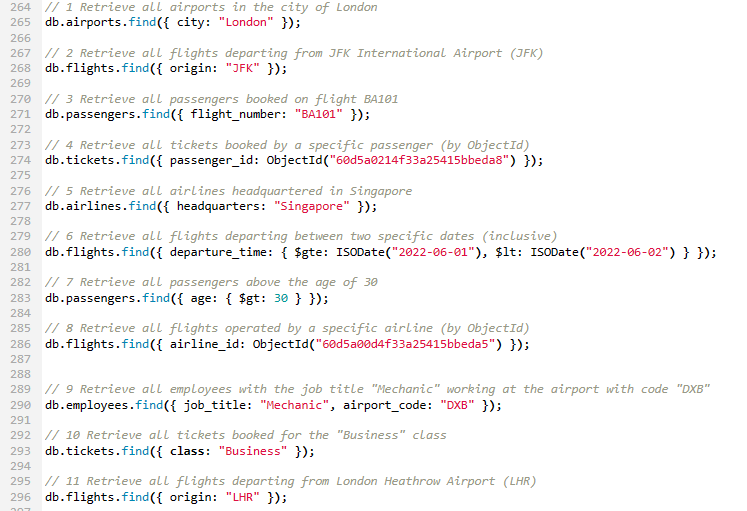 264 // 1 Retrieve all airports in the city of London
265 db.airports.find({ city: "London" });
266
267 // 2 Retrieve all flights departing from JFK International Airport (JFK)
268 db.flights.find({ origin: "JFK" });
269
270 // 3 Retrieve all passengers booked on flight BA101
271 db.passengers.find({ flight_number: "BA101" });
272
273 // 4 Retrieve all tickets booked by a specific passenger (by ObjectId)
274 db.tickets.find({ passenger_id: ObjectId("60d5a0214f33a25415bbeda8") });
275
276 // 5 Retrieve all airlines headquartered in Singapore
277 db.airlines.find({ headquarters: "Singapore" });
278
279 // 6 Retrieve all flights departing between two specific dates (inclusive)
280 db.flights.find({ departure_time: { $gte: ISODate("2022-06-01"), $lt: ISODate("2022-06-02") } });
281
282 // 7 Retrieve all passengers above the age of 30
283 db.passengers.find({ age: { $gt: 30 } });
284
285 // 8 Retrieve all flights operated by a specific airline (by ObjectId)
286 db.flights.find({ airline_id: ObjectId("60d5a00d4f33a25415bbeda5") });
287
288
289 // 9 Retrieve all employees with the job title "Mechanic" working at the airport with code "DXB"
290 db.employees.find({ job_title: "Mechanic", airport_code: "DXB" });
291
292 // 10 Retrieve all tickets booked for the "Business" class
293 db.tickets.find({ class: "Business" });
294
295 // 11 Retrieve all flights departing from London Heathrow Airport (LHR)
296 db.flights.find({ origin: "LHR" });